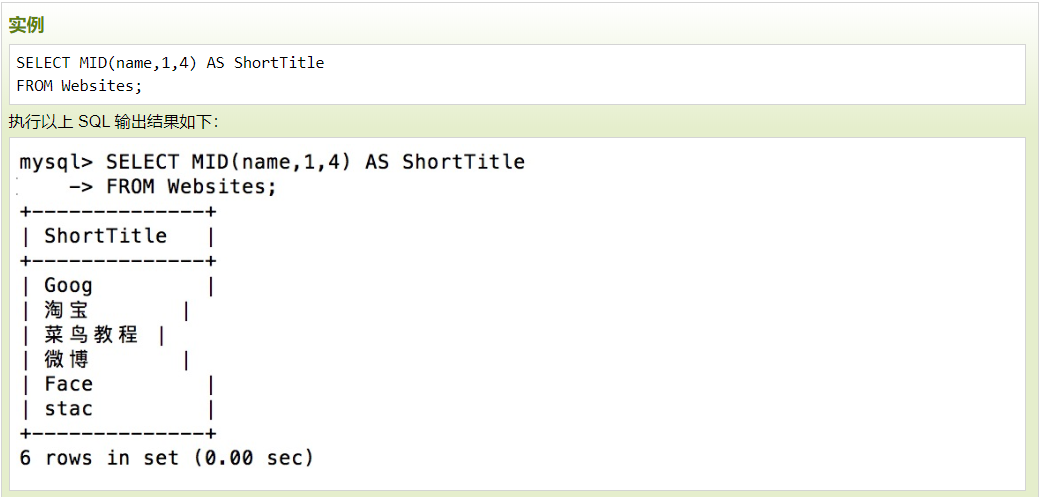 实例
SELECT MID(name,1,4) AS ShortTitle
FROM Websites;
执行以上 SQL 输出结果如下：
mysql> SELECT MID(name,1,4) AS ShortTitle
    -> FROM Websites;
+--------------+
| ShortTitle   |
+--------------+
| Goog         |
| 淘宝       |
| 菜鸟教程 |
| 微博       |
| Face         |
| stac         |
+--------------+
6 rows in set (0.00 sec)